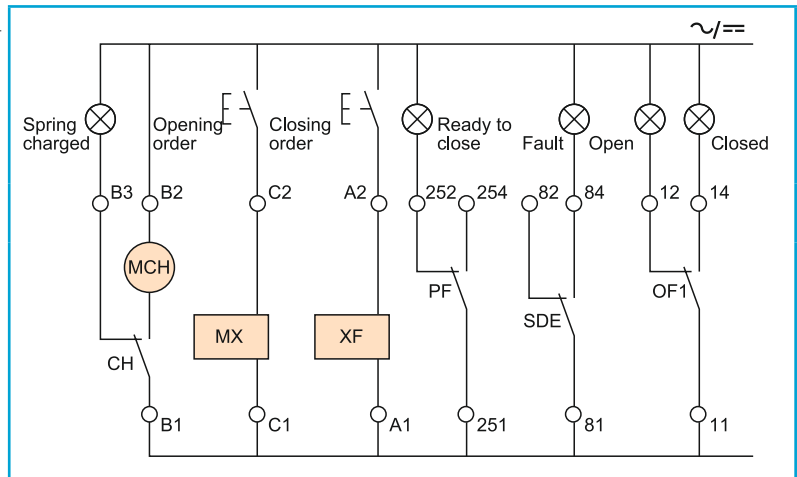 ∼/⎓
Spring
charged
Opening
order
Closing
order
Ready to
close
Fault
Open
Closed
B3
B2
C2
A2
252
254
82
84
12
14
MCH
PF
OF1
SDE
MX
XF
CH
B1
C1
A1
251
81
11